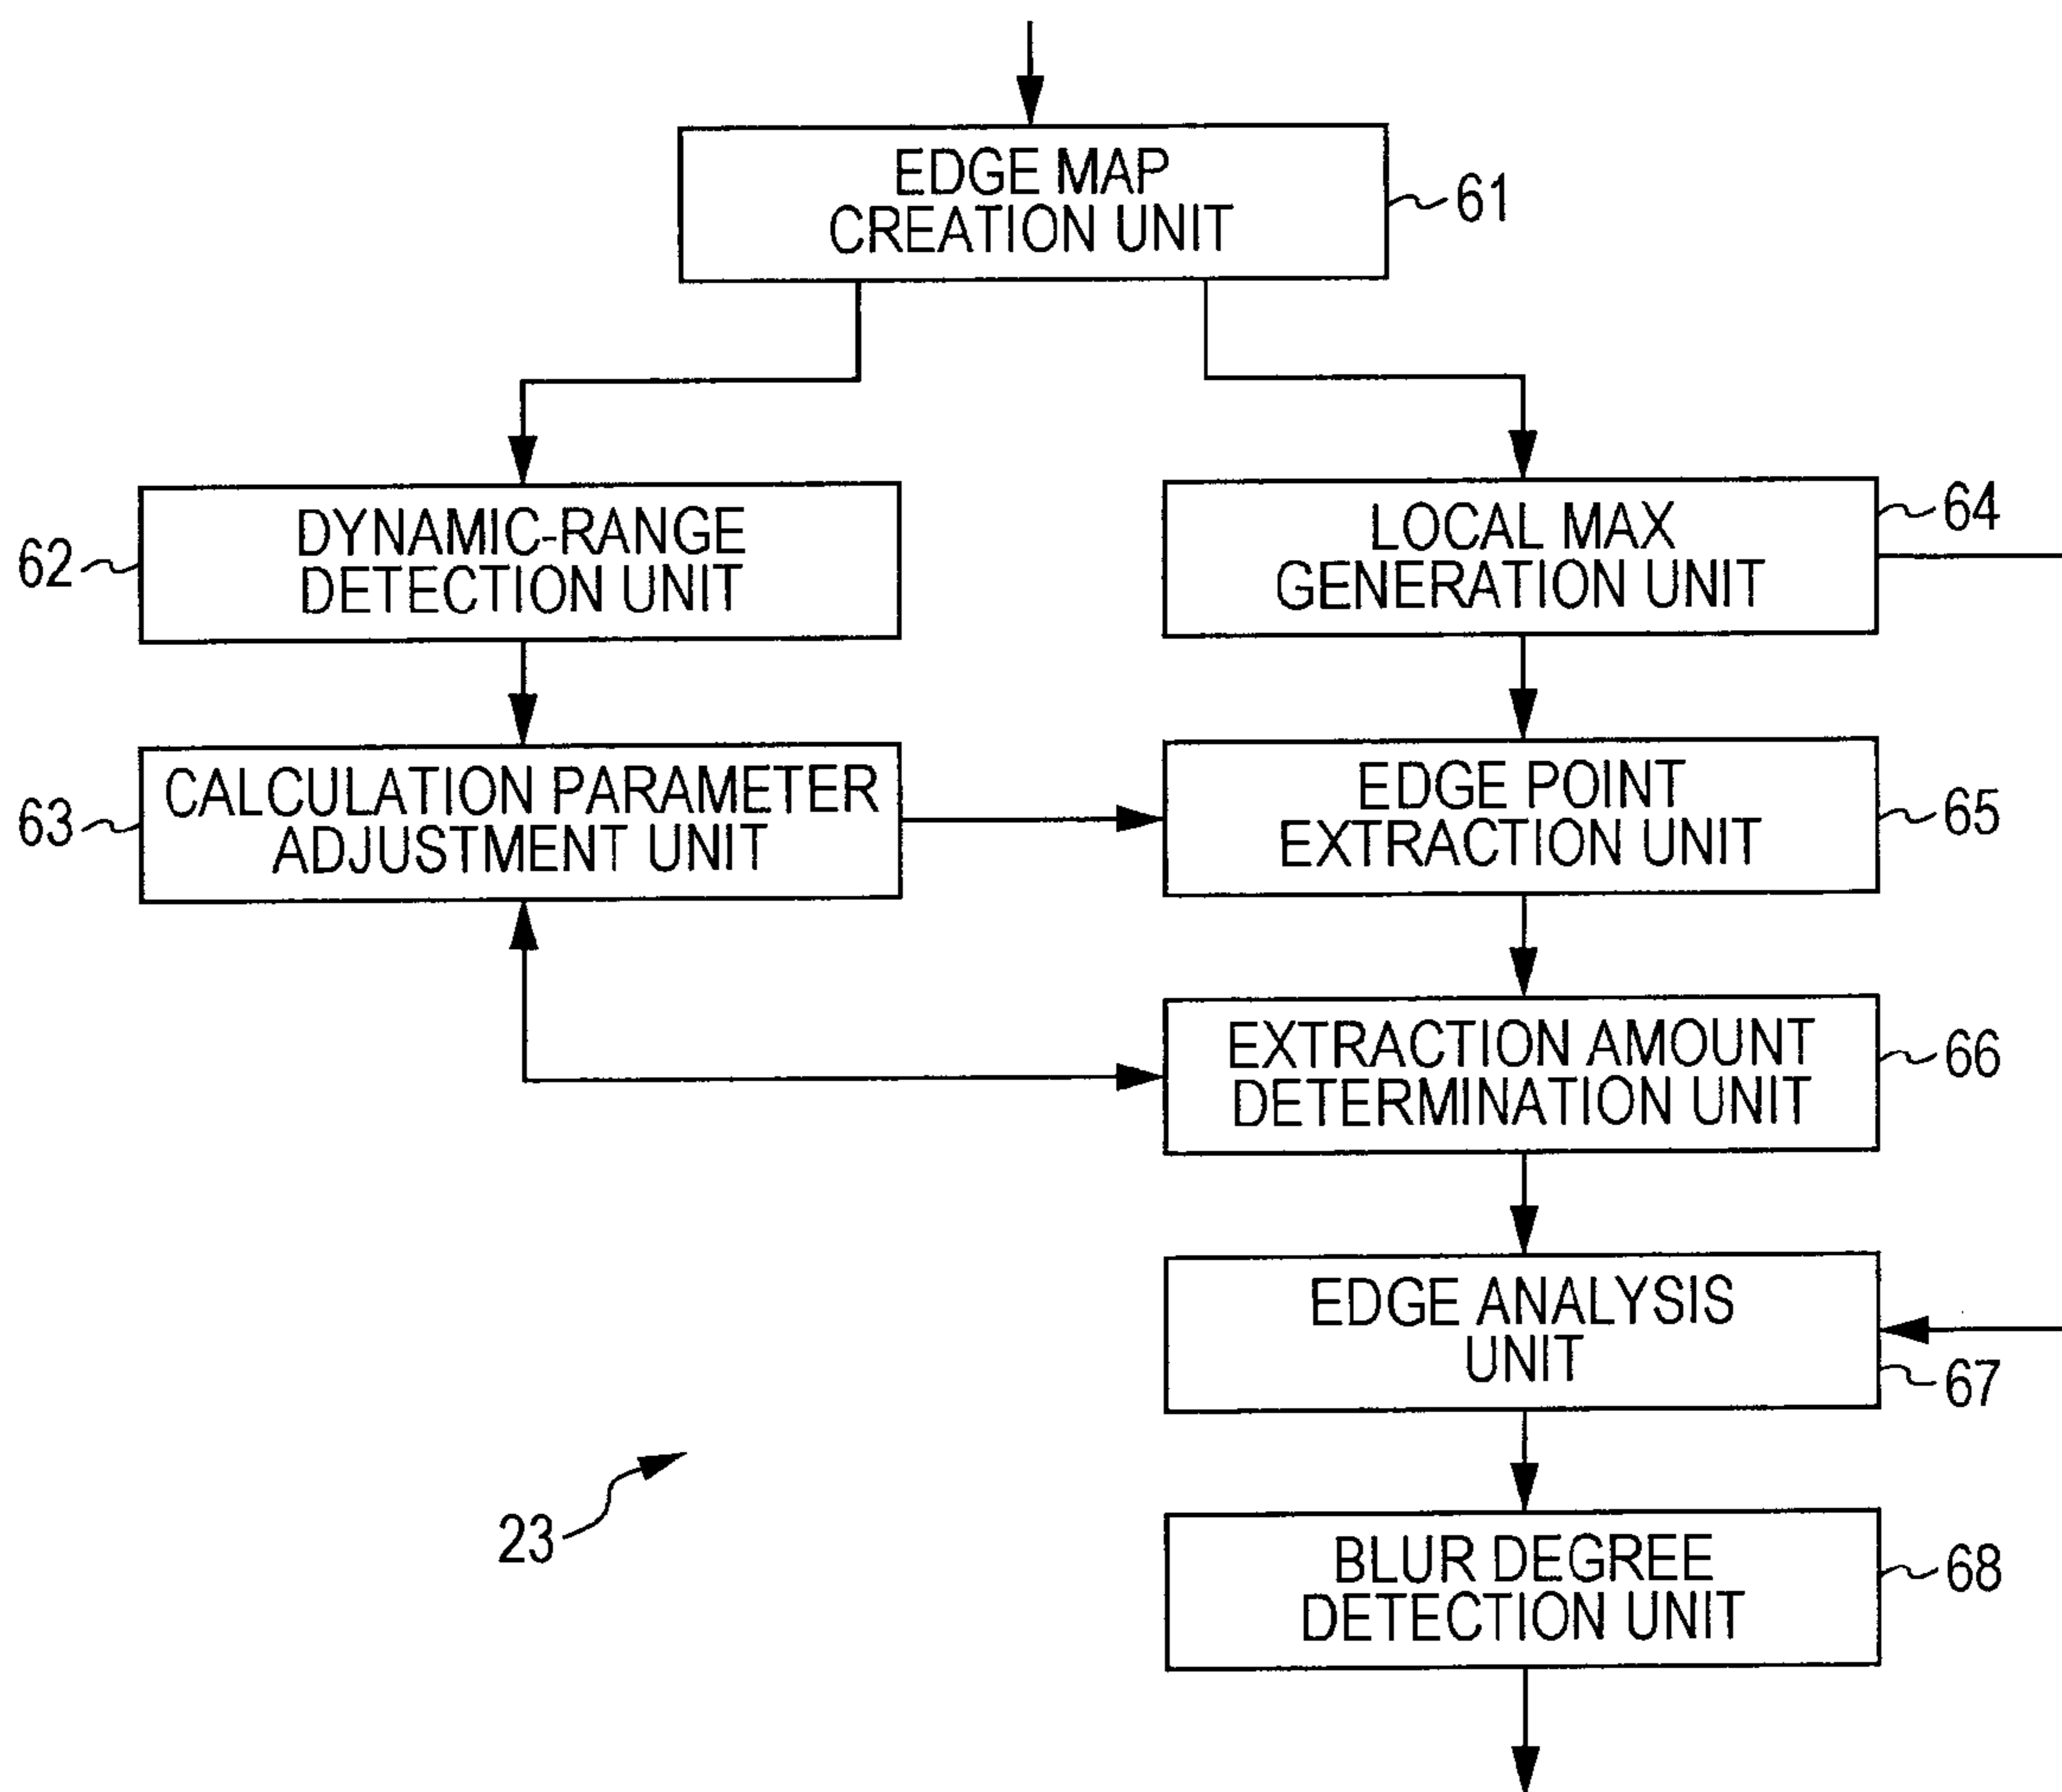 EDGE MAP
CREATION UNIT
61
DYNAMIC-RANGE
DETECTION UNIT
62
LOCAL MAX
GENERATION UNIT
64
CALCULATION PARAMETER
ADJUSTMENT UNIT
63
EDGE POINT
EXTRACTION UNIT
65
EXTRACTION AMOUNT
DETERMINATION UNIT
66
EDGE ANALYSIS
UNIT
67
23
BLUR DEGREE
DETECTION UNIT
68